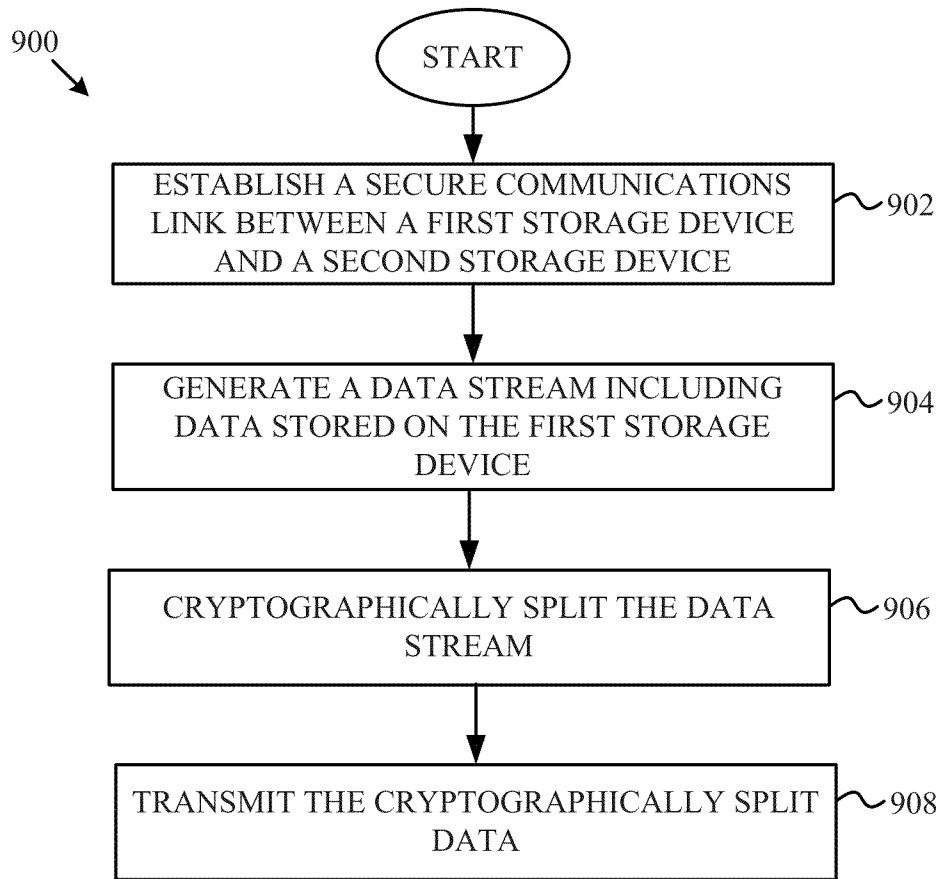 900
START
ESTABLISH A SECURE COMMUNICATIONS
LINK BETWEEN A FIRST STORAGE DEVICE
AND A SECOND STORAGE DEVICE
902
GENERATE A DATA STREAM INCLUDING
DATA STORED ON THE FIRST STORAGE
DEVICE
904
CRYPTOGRAPHICALLY SPLIT THE DATA
STREAM
906
TRANSMIT THE CRYPTOGRAPHICALLY SPLIT
DATA
908